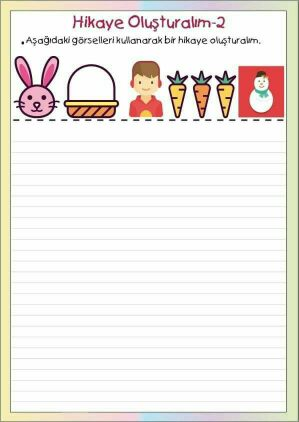 Hikaye Oluşturalım-2
.Aşağıdaki görselleri kullanarak bir hikaye oluşturalım.